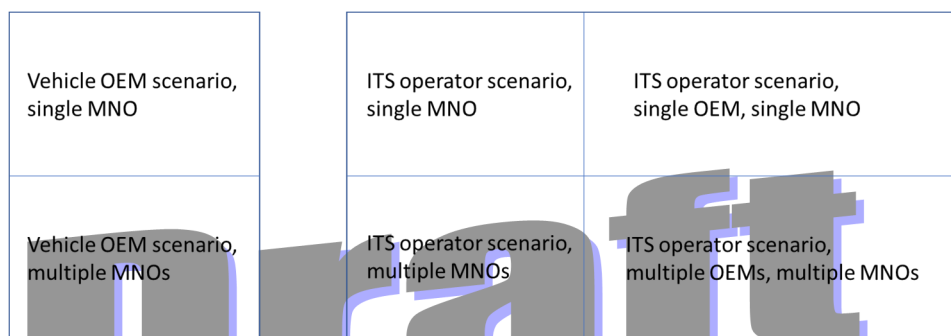 Vehicle OEM scenario,
single MNO
ITS operator scenario,
single MNO
ITS operator scenario,
single OEM, single MNO
Vehicle OEM scenario,
multiple MNOs
ITS operator scenario,
multiple MNOs
ITS operator scenario,
multiple OEMs, multiple MNOs
Draft